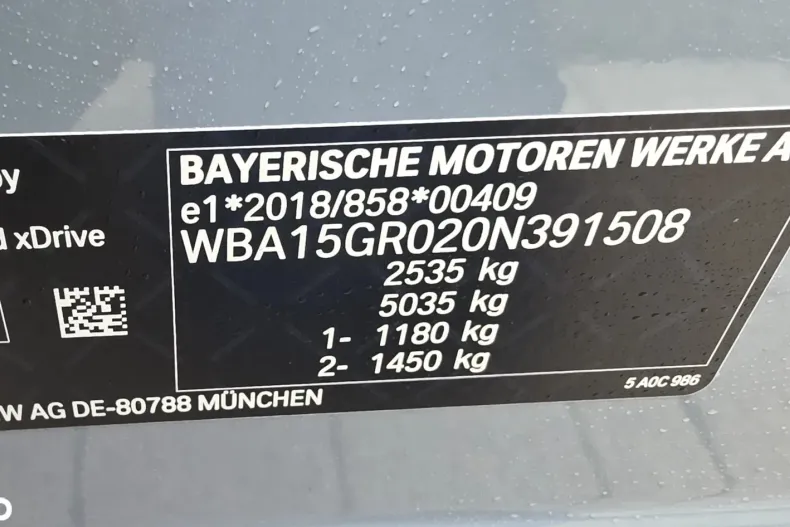 BAYERISCHE MOTOREN WERKE A
e1*2018/858*00409
WBA15GR020N391508
2535 kg
5035 kg
1- 1180 kg
2- 1450 kg
5 A0C 986
oy
d xDrive
W AG DE-80788 MÜNCHEN